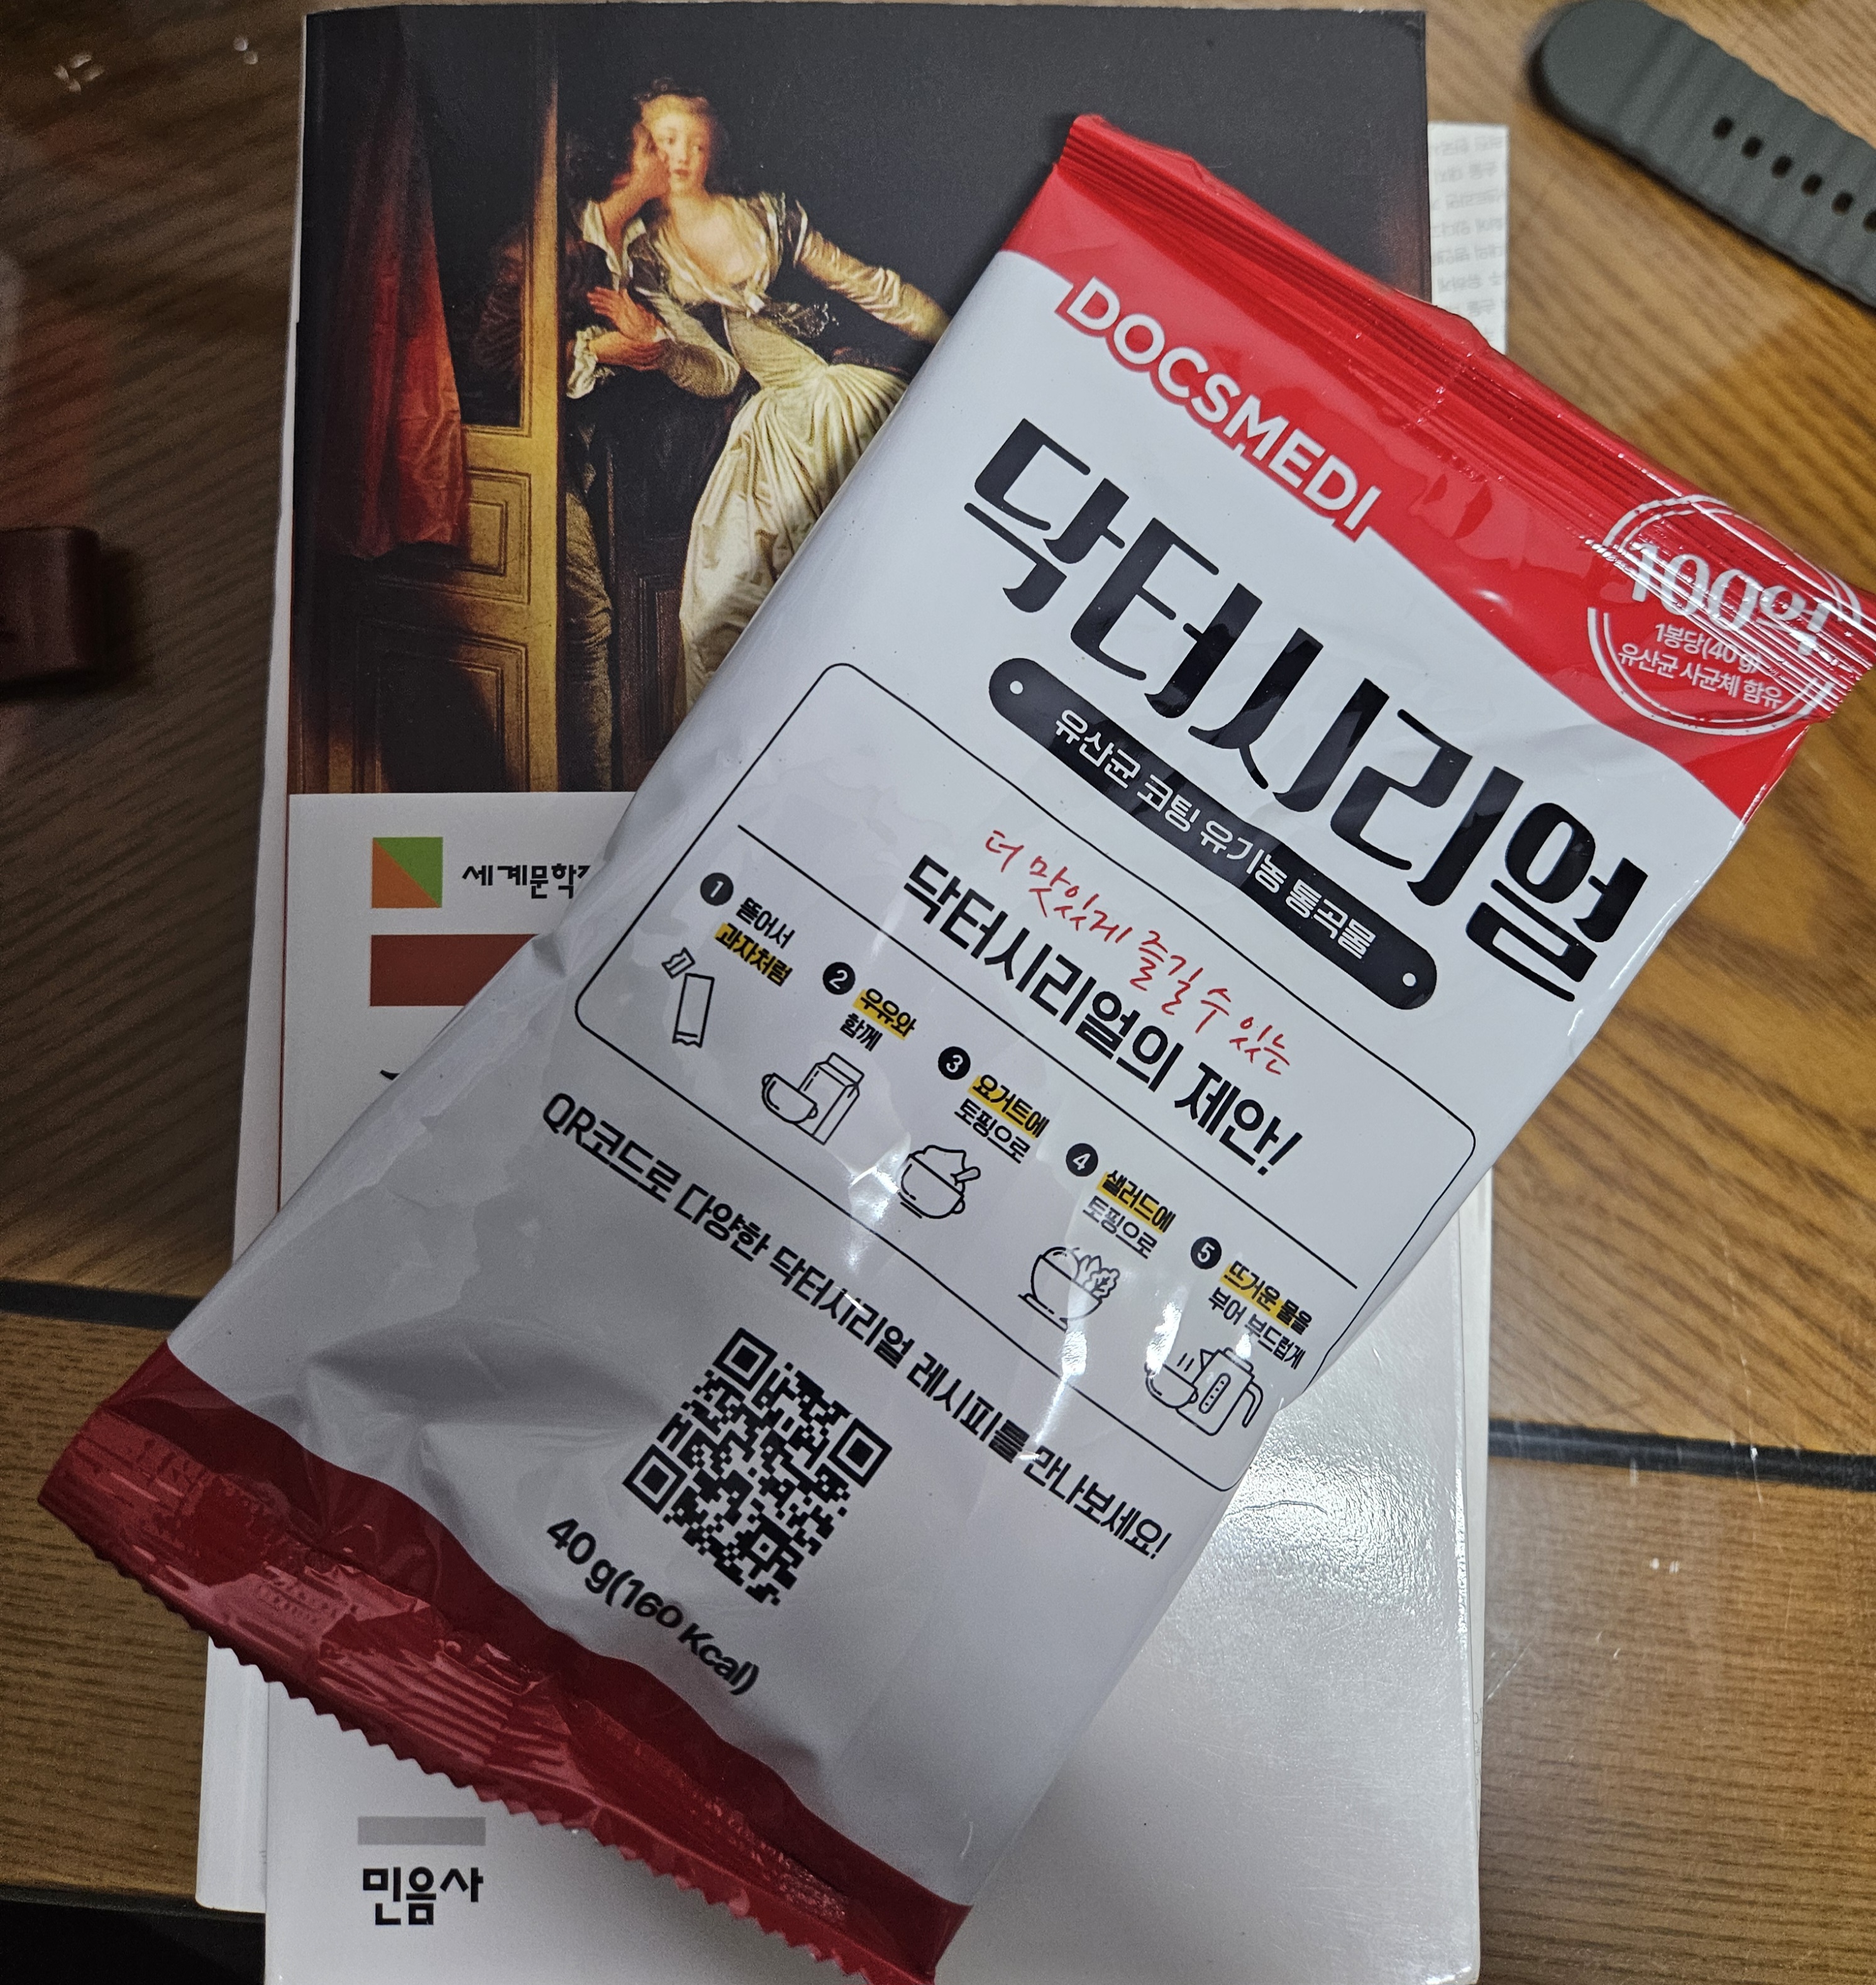 DOCSMEDI
닥터시리얼
100억
1봉당(40g)
유산균 사균체 함유
유산균 코팅 유기농 통곡물
더 맛있게 즐길 수 있는
닥터시리얼의 제안!
1 뜯어서
과자처럼
2 우유와
함께
3 요거트에
토핑으로
4 샐러드에
토핑으로
5 뜨거운 물을
부어 부드럽게
QR코드로 다양한 닥터시리얼 레시피를 만나보세요!
40 g(160 Kcal)
세계문학
민음사